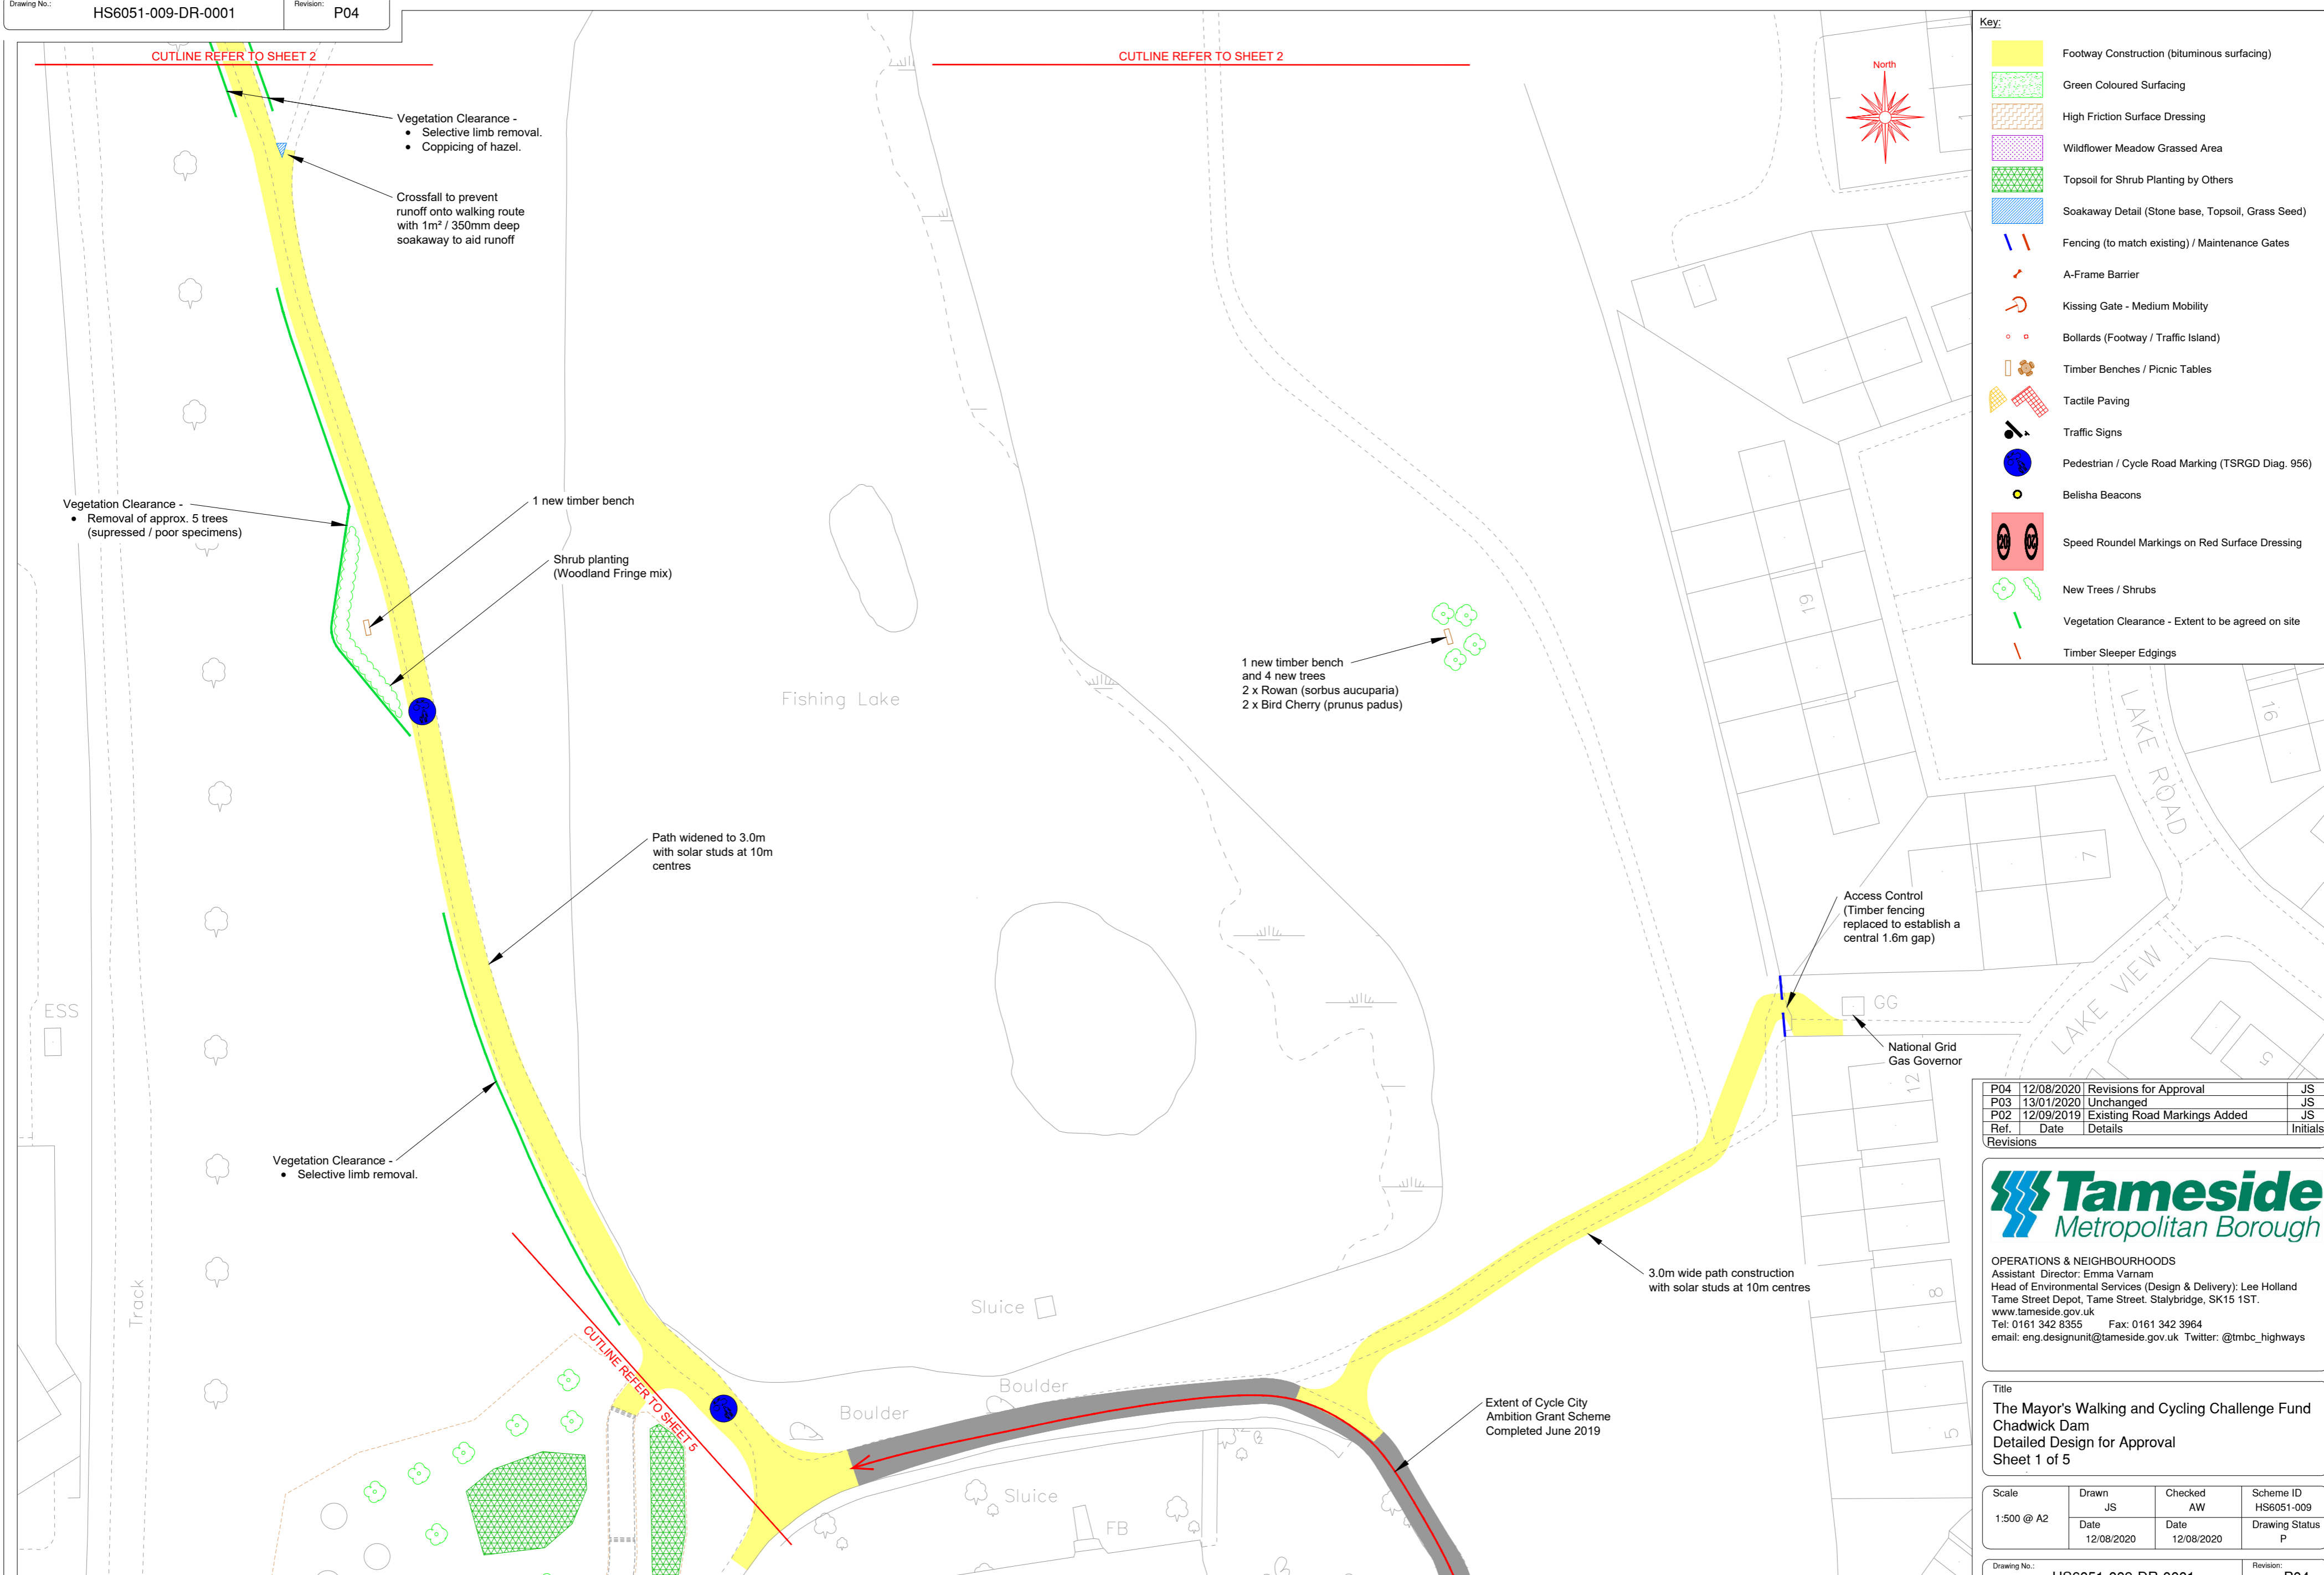 Drawing No.:
HS6051-009-DR-0001
Revision:
P04
CUTLINE REFER TO SHEET 2
CUTLINE REFER TO SHEET 2
North
Vegetation Clearance -
• Selective limb removal.
• Coppicing of hazel.
Crossfall to prevent
runoff onto walking route
with 1m² / 350mm deep
soakaway to aid runoff
Vegetation Clearance -
• Removal of approx. 5 trees
(supressed / poor specimens)
1 new timber bench
Shrub planting
(Woodland Fringe mix)
Fishing Lake
1 new timber bench
and 4 new trees
2 x Rowan (sorbus aucuparia)
2 x Bird Cherry (prunus padus)
Path widened to 3.0m
with solar studs at 10m
centres
Access Control
(Timber fencing
replaced to establish a
central 1.6m gap)
ESS
GG
National Grid
Gas Governor
Vegetation Clearance -
• Selective limb removal.
Track
CUTLINE REFER TO SHEET 5
Sluice
3.0m wide path construction
with solar studs at 10m centres
Boulder
Boulder
Extent of Cycle City
Ambition Grant Scheme
Completed June 2019
Sluice
FB
19
7
12
8
5
16
5
LAKE ROAD
LAKE VIEW
Key:
Footway Construction (bituminous surfacing)
Green Coloured Surfacing
High Friction Surface Dressing
Wildflower Meadow Grassed Area
Topsoil for Shrub Planting by Others
Soakaway Detail (Stone base, Topsoil, Grass Seed)
Fencing (to match existing) / Maintenance Gates
A-Frame Barrier
Kissing Gate - Medium Mobility
Bollards (Footway / Traffic Island)
Timber Benches / Picnic Tables
Tactile Paving
Traffic Signs
Pedestrian / Cycle Road Marking (TSRGD Diag. 956)
Belisha Beacons
20 20 Speed Roundel Markings on Red Surface Dressing
New Trees / Shrubs
Vegetation Clearance - Extent to be agreed on site
Timber Sleeper Edgings
P04 12/08/2020 Revisions for Approval JS
P03 13/01/2020 Unchanged JS
P02 12/09/2019 Existing Road Markings Added JS
Ref. Date Details Initials
Revisions
Tameside
Metropolitan Borough
OPERATIONS & NEIGHBOURHOODS
Assistant Director: Emma Varnam
Head of Environmental Services (Design & Delivery): Lee Holland
Tame Street Depot, Tame Street. Stalybridge, SK15 1ST.
www.tameside.gov.uk
Tel: 0161 342 8355 Fax: 0161 342 3964
email: eng.designunit@tameside.gov.uk Twitter: @tmbc_highways
Title
The Mayor's Walking and Cycling Challenge Fund
Chadwick Dam
Detailed Design for Approval
Sheet 1 of 5
Scale
1:500 @ A2
Drawn
JS
Checked
AW
Scheme ID
HS6051-009
Date
12/08/2020
Date
12/08/2020
Drawing Status
P
Drawing No.:
HS6051-009-DR-0001
Revision:
P04